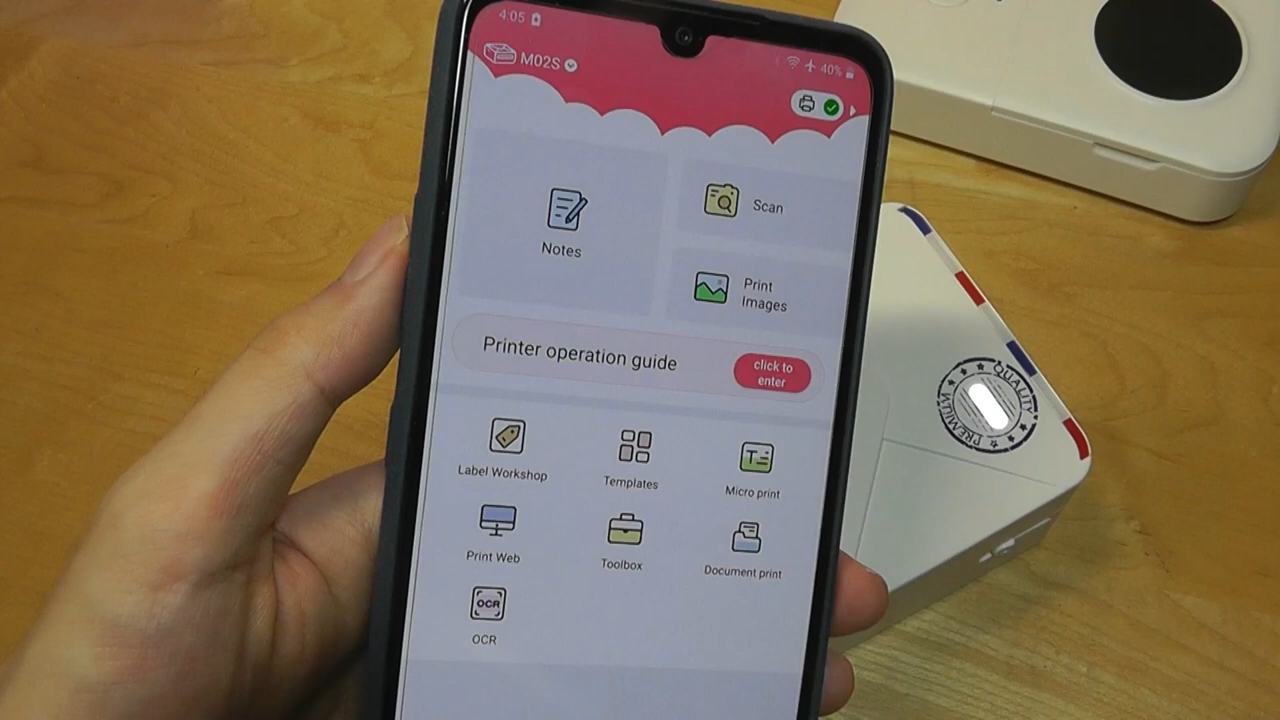 4:05
40%
M02S
Notes
Scan
Print
Images
Printer operation guide
click to
enter
Label Workshop
Templates
Micro print
T
Print Web
Toolbox
Document print
OCR
OCR
QUALITY
PREMIUM